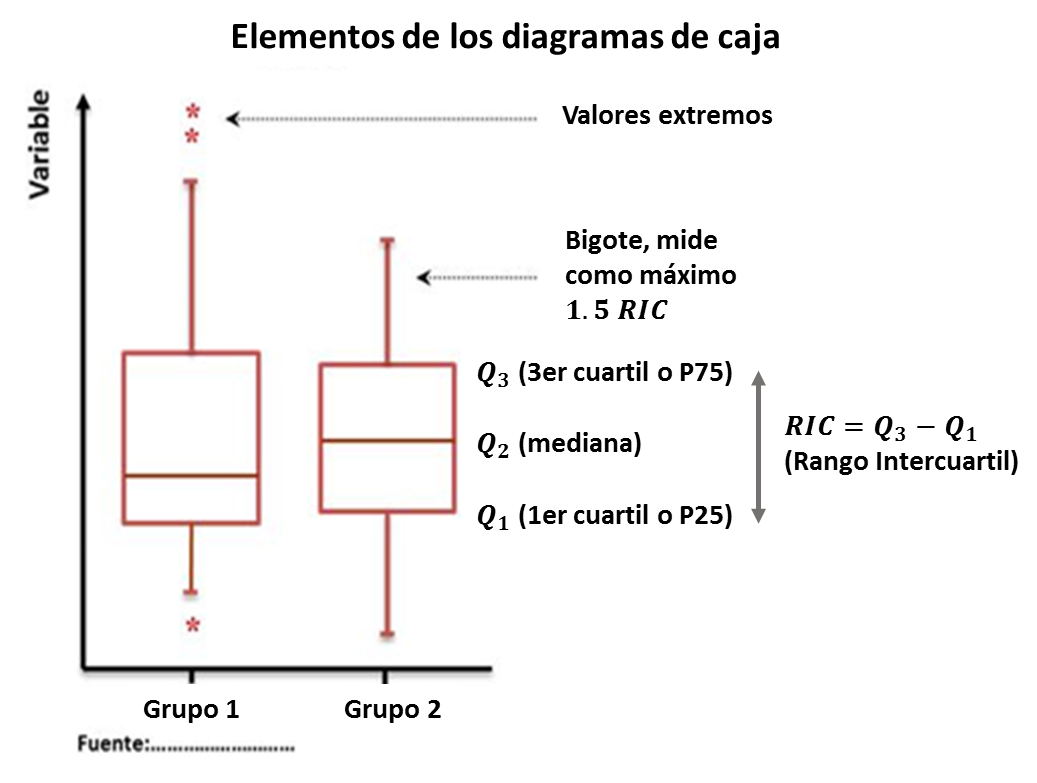 Elementos de los diagramas de caja
Variable
*
*
Valores extremos
Bigote, mide
como máximo
1.5 RIC
Q₃ (3er cuartil o P75)
Q₂ (mediana)
Q₁ (1er cuartil o P25)
RIC = Q₃ − Q₁
(Rango Intercuartil)
*
Grupo 1
Grupo 2
Fuente:..............................